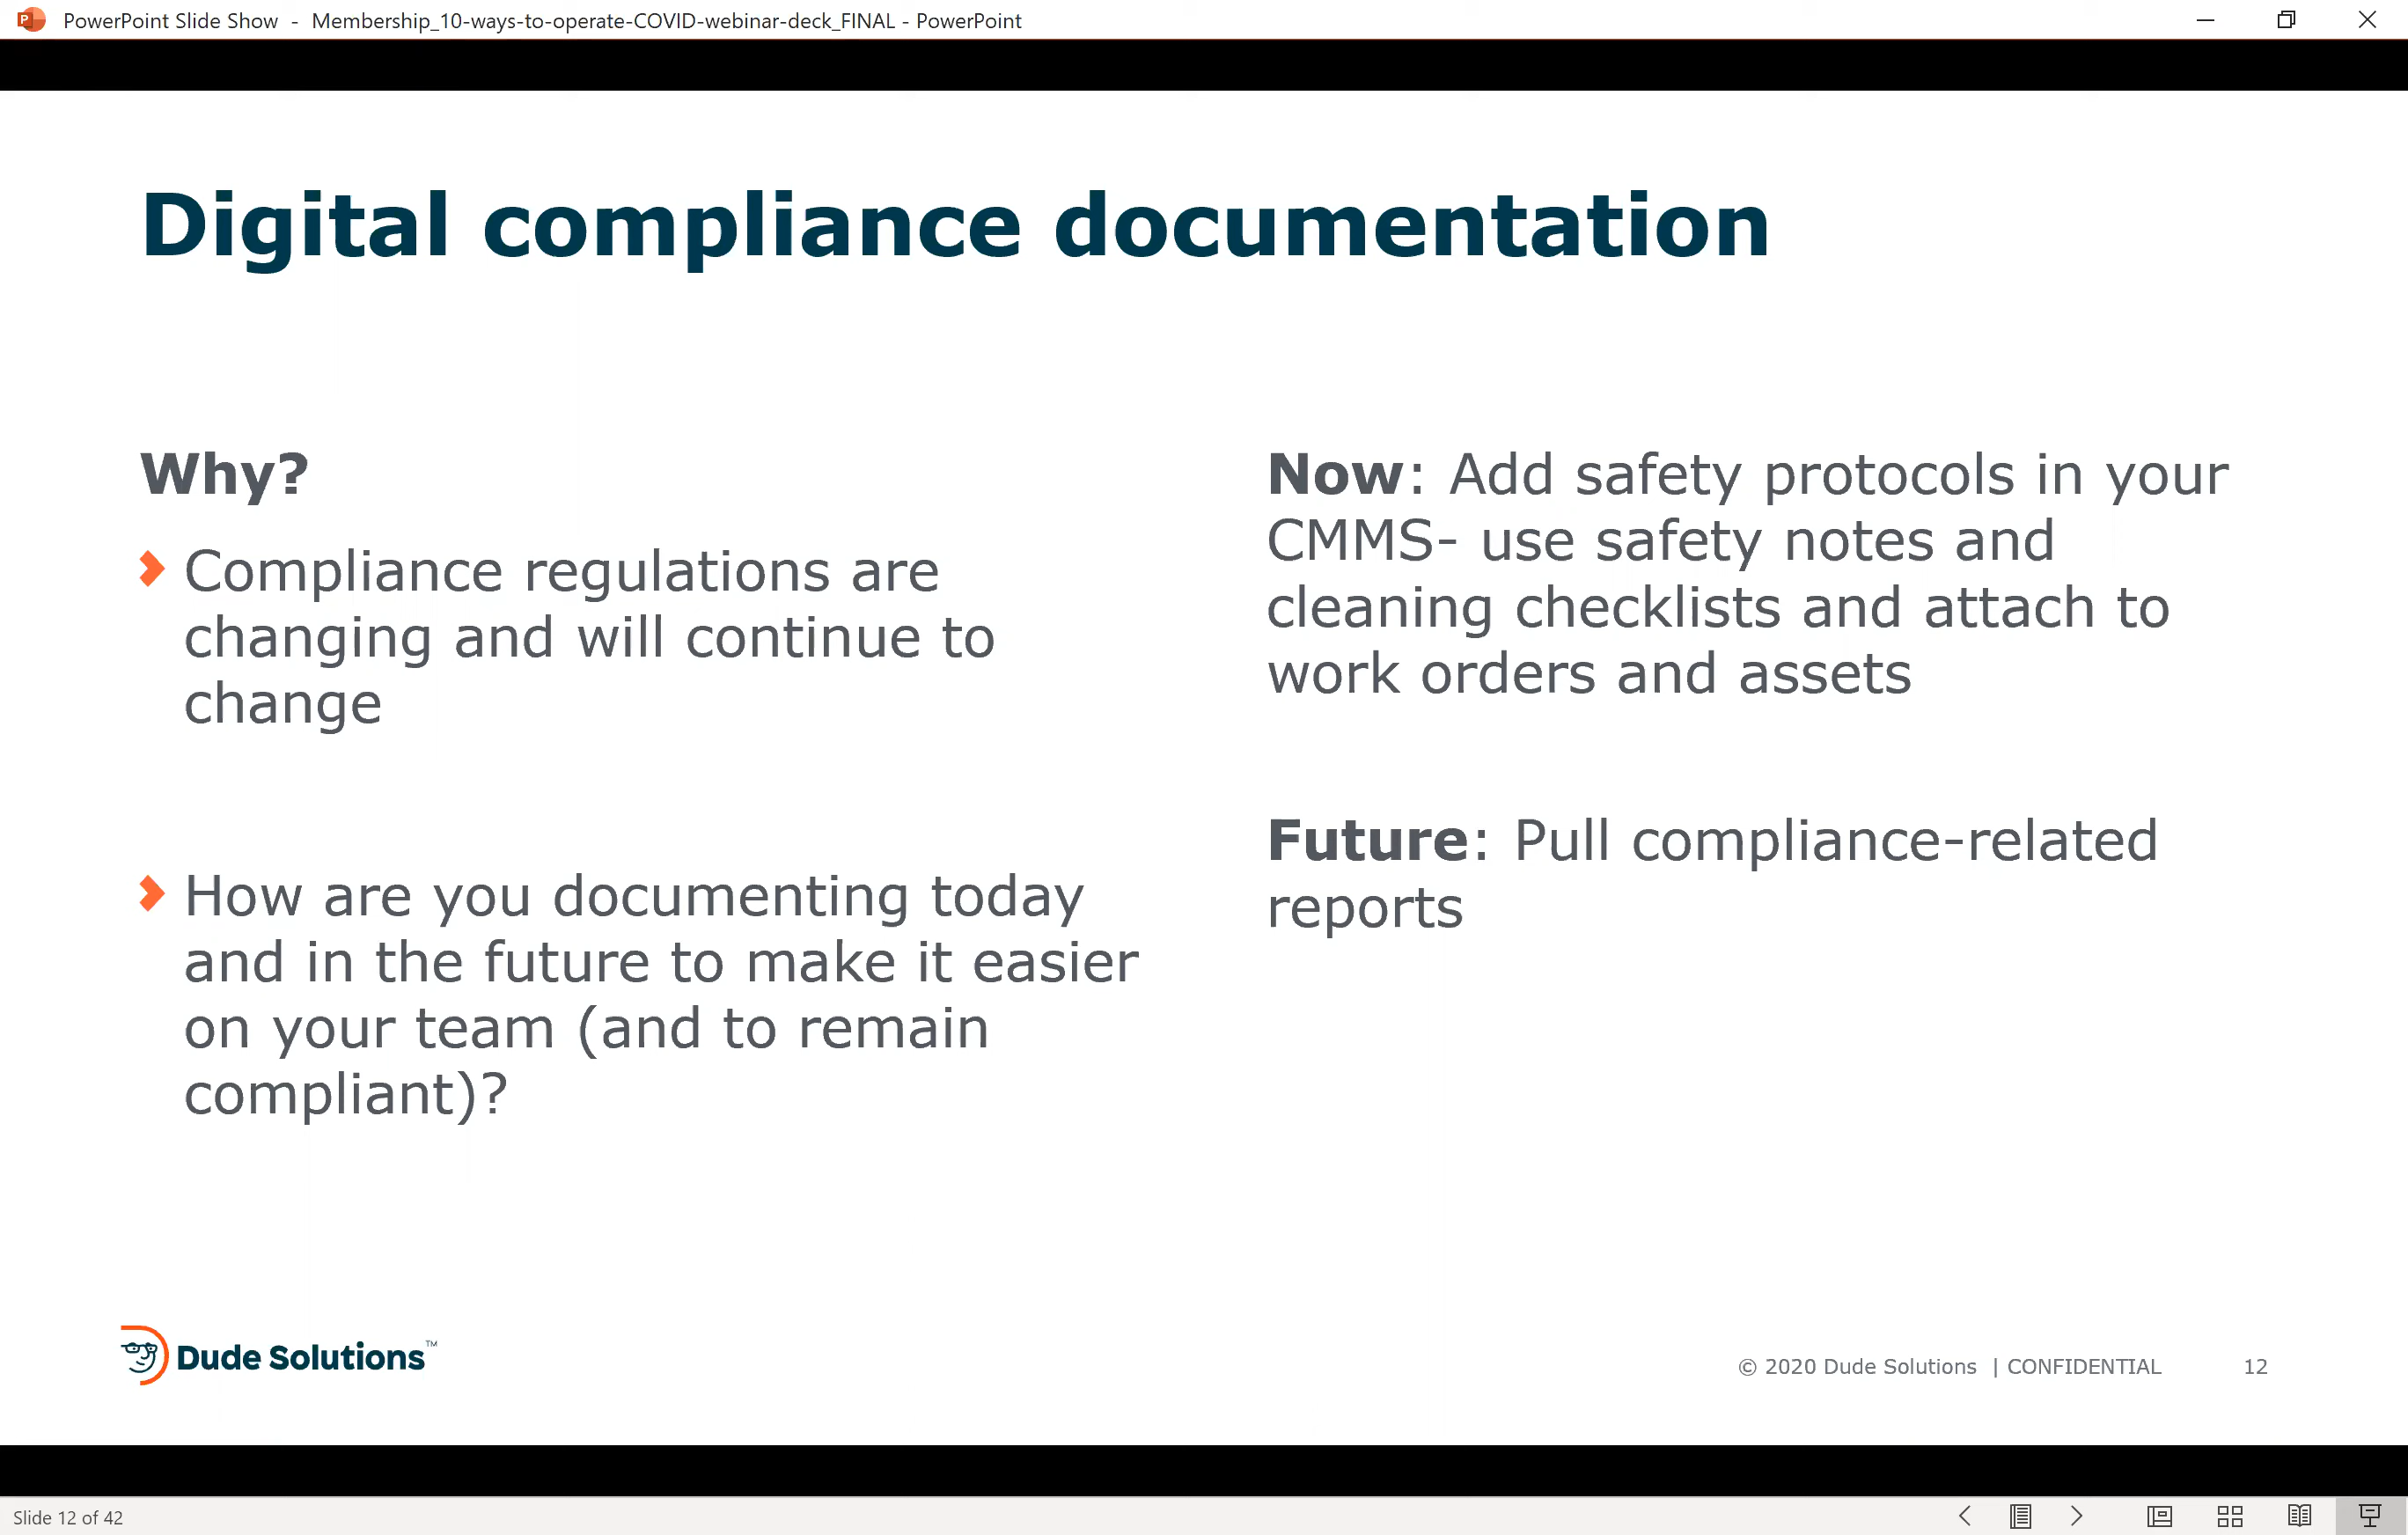 PowerPoint Slide Show - Membership_10-ways-to-operate-COVID-webinar-deck_FINAL - PowerPoint
Digital compliance documentation
Why?
Compliance regulations are
changing and will continue to
change
How are you documenting today
and in the future to make it easier
on your team (and to remain
compliant)?
Now: Add safety protocols in your
CMMS- use safety notes and
cleaning checklists and attach to
work orders and assets
Future: Pull compliance-related
reports
Dude Solutions™
© 2020 Dude Solutions | CONFIDENTIAL 12
Slide 12 of 42